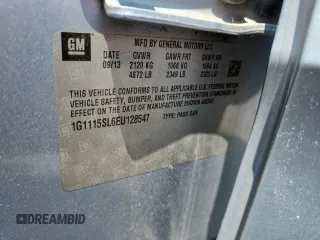 GM
MFD BY GENERAL MOTORS LLC
DATE GVWR GAWR FRT GAWR RR
09/13 2120 KG 1066 KG 1054 KG
4672 LB 2349 LB 2323 LB
THIS VEHICLE CONFORMS TO ALL APPLICABLE U.S. FEDERAL MOTOR
VEHICLE SAFETY, BUMPER, AND THEFT PREVENTION STANDARDS IN
EFFECT ON THE DATE OF MANUFACTURE SHOWN ABOVE.
1G1115SL6EU128547 TYPE: PASS CAR
DREAMBID